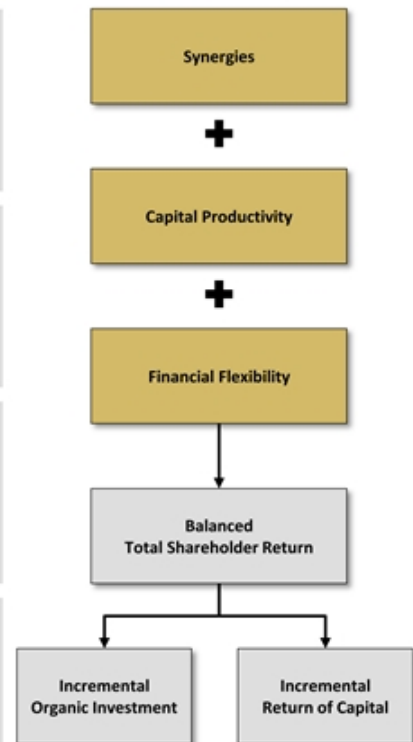 Synergies
Capital Productivity
Financial Flexibility
Balanced
Total Shareholder Return
Incremental
Organic Investment
Incremental
Return of Capital